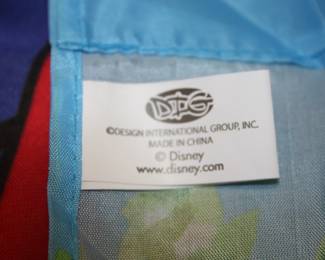 DIG
©DESIGN INTERNATIONAL GROUP, INC.
MADE IN CHINA
© Disney
www.disney.com